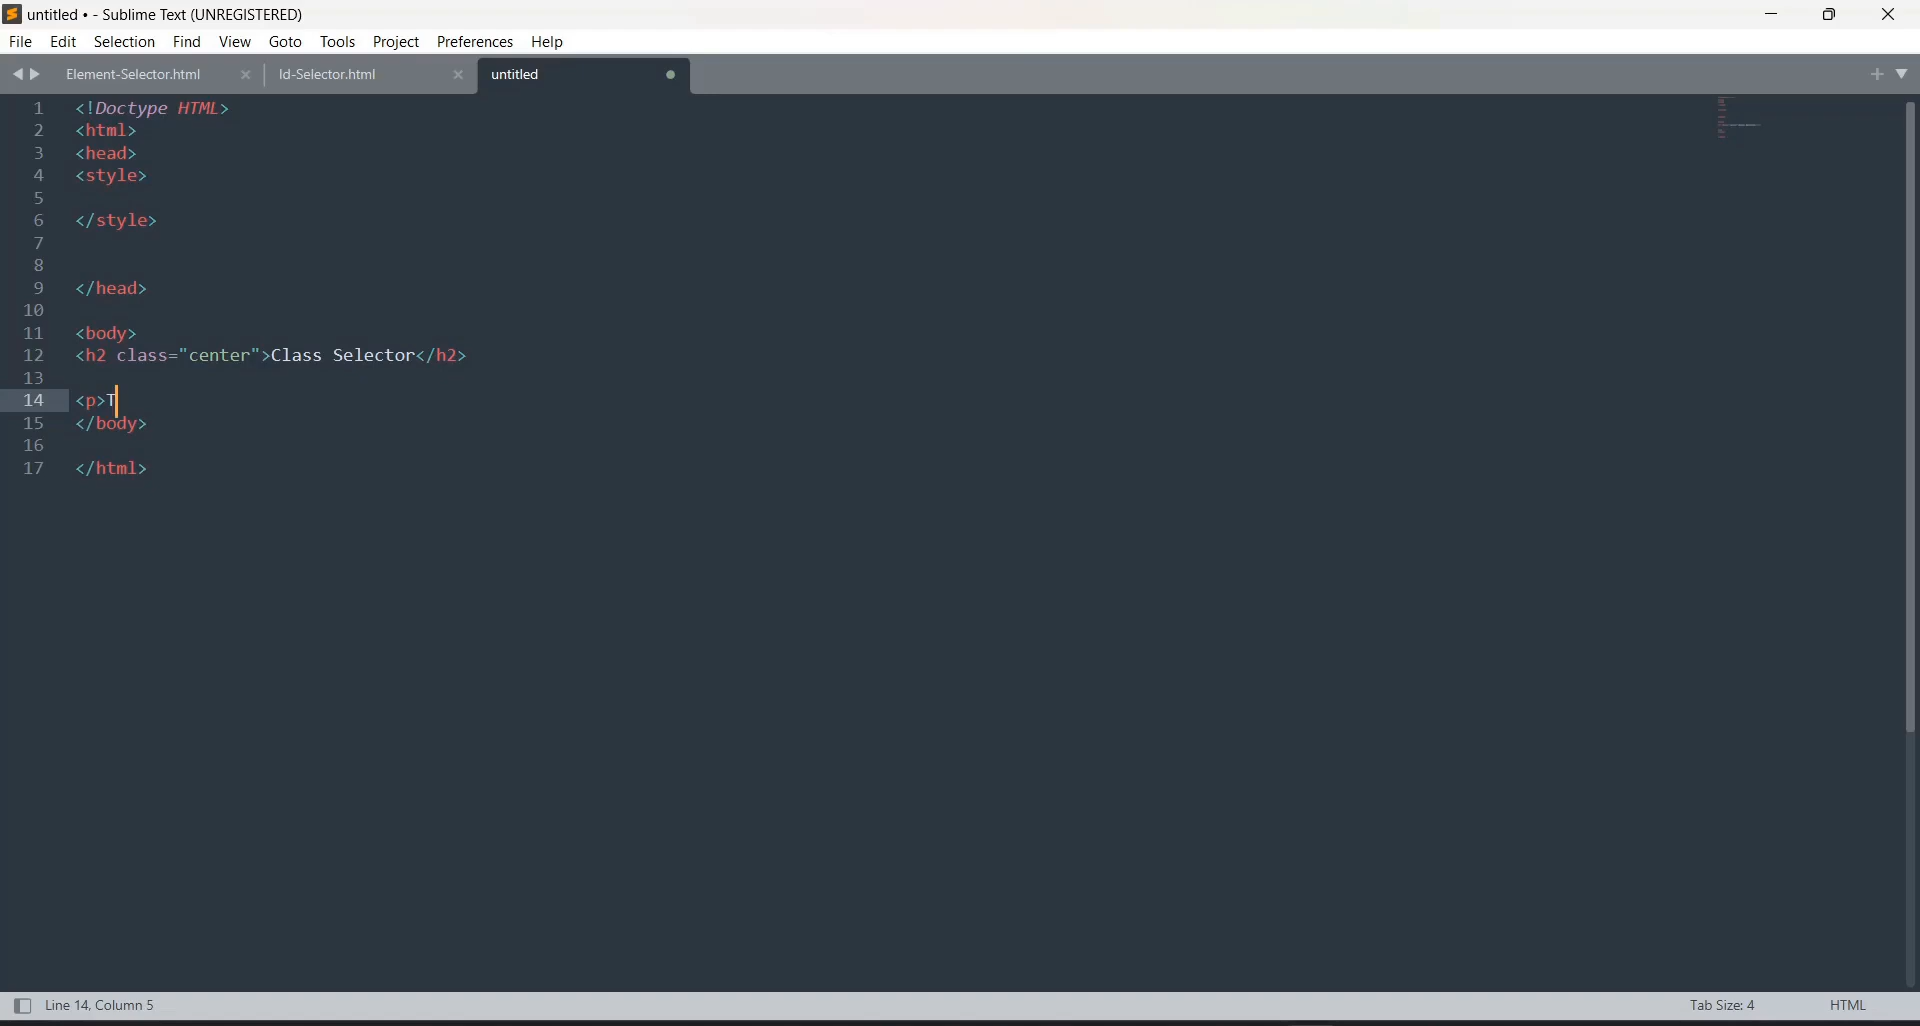 untitled • - Sublime Text (UNREGISTERED)
File Edit Selection Find View Goto Tools Project Preferences Help
Element-Selector.html Id-Selector.html untitled
1 <!Doctype HTML>
2 <html>
3 <head>
4 <style>
5
6 </style>
7
8
9 </head>
10
11 <body>
12 <h2 class="center">Class Selector</h2>
13
14 <p>T
15 </body>
16
17 </html>
Line 14, Column 5 Tab Size: 4 HTML